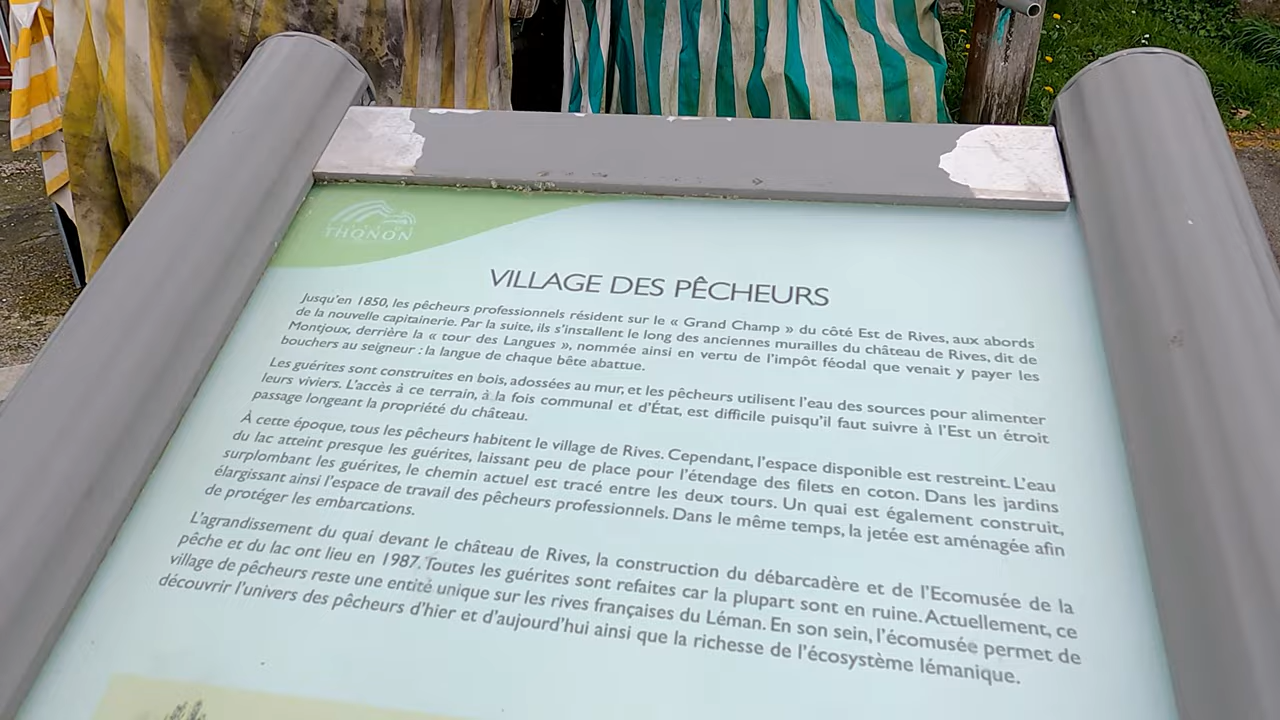 THONON
VILLAGE DES PÊCHEURS
Jusqu'en 1850, les pêcheurs professionnels résident sur le « Grand Champ » du côté Est de Rives, aux abords
de la nouvelle capitainerie. Par la suite, ils s'installent le long des anciennes murailles du château de Rives, dit de
Montjoux, derrière la « tour des Langues », nommée ainsi en vertu de l'impôt féodal que venait y payer les
bouchers au seigneur : la langue de chaque bête abattue.
Les guérites sont construites en bois, adossées au mur, et les pêcheurs utilisent l'eau des sources pour alimenter
leurs viviers. L'accès à ce terrain, à la fois communal et d'État, est difficile puisqu'il faut suivre à l'Est un étroit
passage longeant la propriété du château.
À cette époque, tous les pêcheurs habitent le village de Rives. Cependant, l'espace disponible est restreint. L'eau
du lac atteint presque les guérites, laissant peu de place pour l'étendage des filets en coton. Dans les jardins
surplombant les guérites, le chemin actuel est tracé entre les deux tours. Un quai est également construit,
élargissant ainsi l'espace de travail des pêcheurs professionnels. Dans le même temps, la jetée est aménagée afin
de protéger les embarcations.
L'agrandissement du quai devant le château de Rives, la construction du débarcadère et de l'Ecomusée de la
pêche et du lac ont lieu en 1987. Toutes les guérites sont refaites car la plupart sont en ruine. Actuellement, ce
village de pêcheurs reste une entité unique sur les rives françaises du Léman. En son sein, l'écomusée permet de
découvrir l'univers des pêcheurs d'hier et d'aujourd'hui ainsi que la richesse de l'écosystème lémanique.